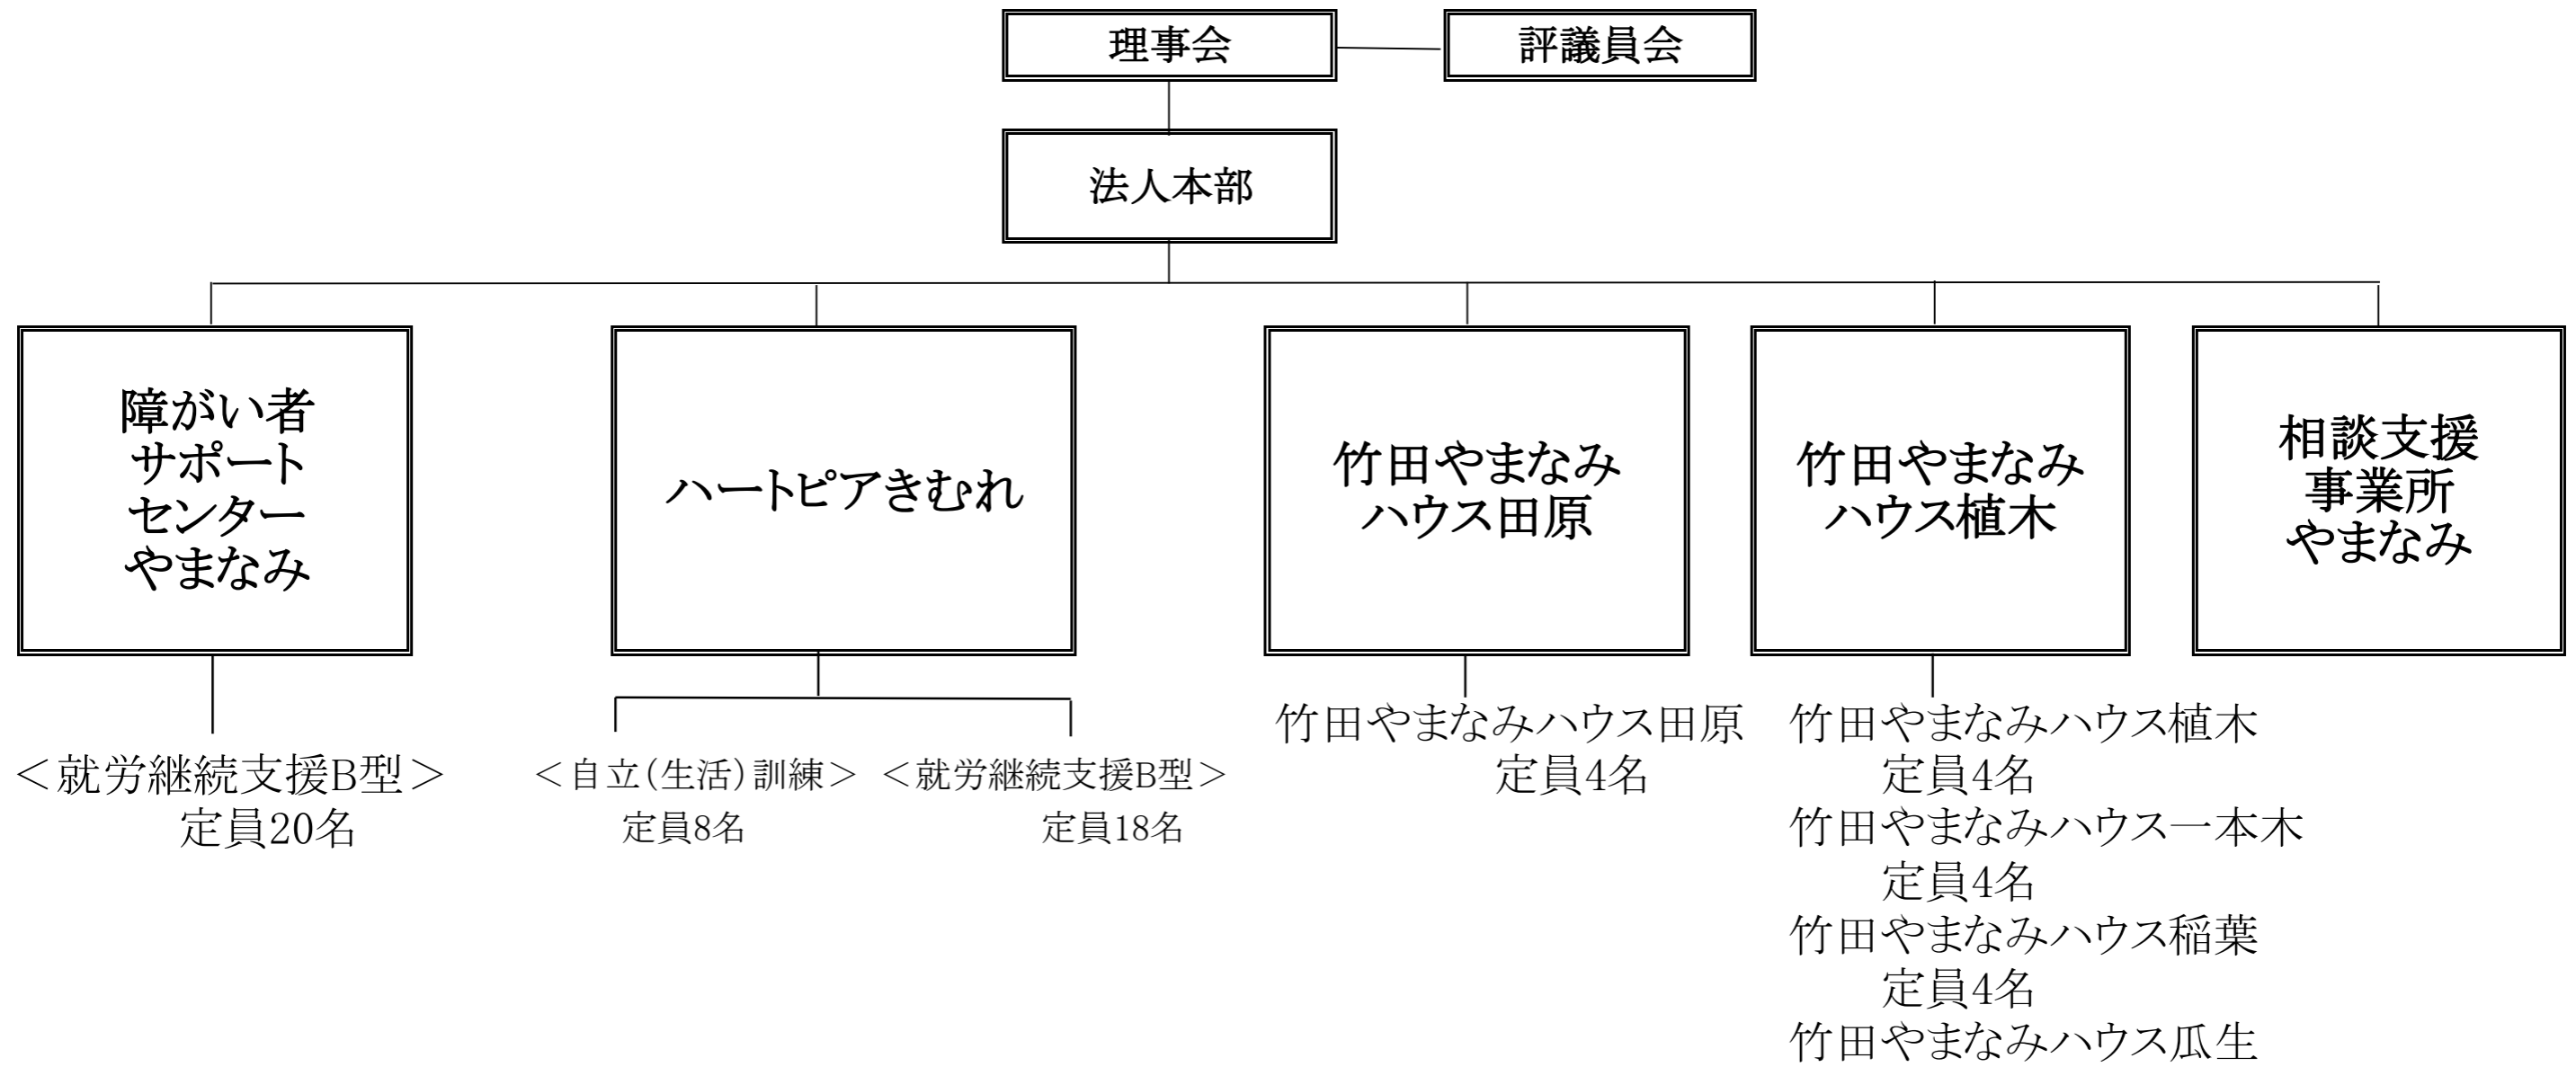 理事会
評議員会
法人本部
障がい者
サポート
センター
やまなみ
ハートピアきむれ
竹田やまなみ
ハウス田原
竹田やまなみ
ハウス植木
相談支援
事業所
やまなみ
＜就労継続支援B型＞
定員20名
＜自立(生活)訓練＞
定員8名
＜就労継続支援B型＞
定員18名
竹田やまなみハウス田原
定員4名
竹田やまなみハウス植木
定員4名
竹田やまなみハウス一本木
定員4名
竹田やまなみハウス稲葉
定員4名
竹田やまなみハウス瓜生